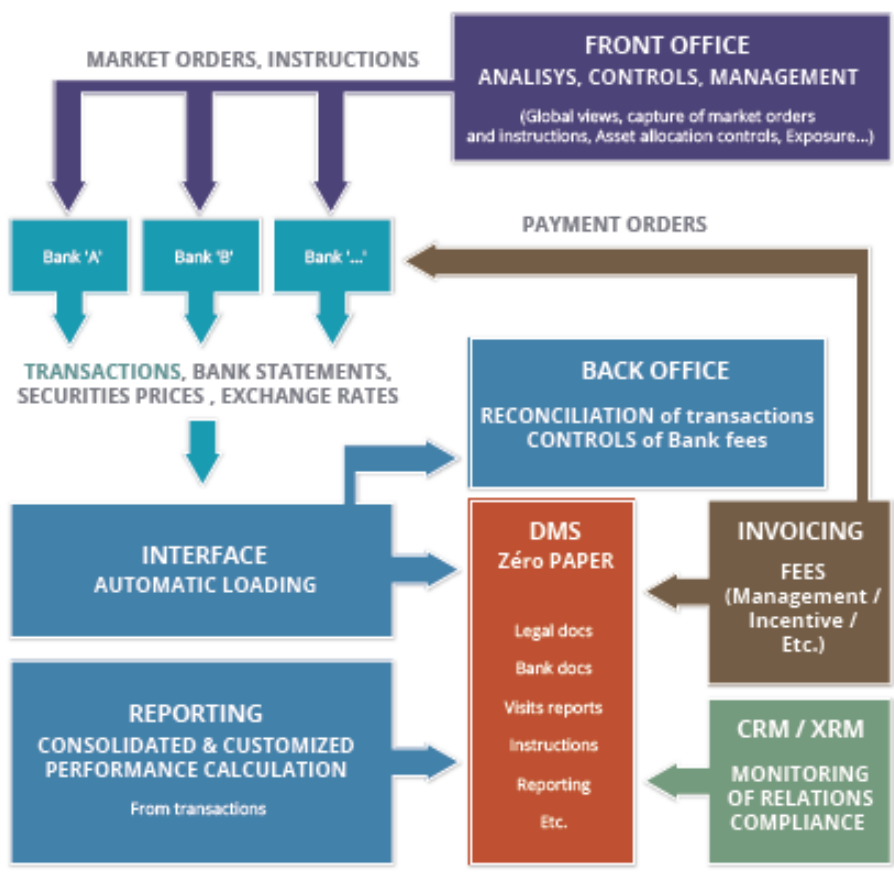 MARKET ORDERS, INSTRUCTIONS
FRONT OFFICE
ANALISYS, CONTROLS, MANAGEMENT
(Global views, capture of market orders
and instructions, Asset allocation controls, Exposure...)
Bank 'A'
Bank 'B'
Bank '...'
PAYMENT ORDERS
TRANSACTIONS, BANK STATEMENTS,
SECURITIES PRICES , EXCHANGE RATES
BACK OFFICE
RECONCILIATION of transactions
CONTROLS of Bank fees
INTERFACE
AUTOMATIC LOADING
DMS
Zéro PAPER
Legal docs
Bank docs
Visits reports
Instructions
Reporting
Etc.
INVOICING
FEES
(Management /
Incentive /
Etc.)
REPORTING
CONSOLIDATED & CUSTOMIZED
PERFORMANCE CALCULATION
From transactions
CRM / XRM
MONITORING
OF RELATIONS
COMPLIANCE